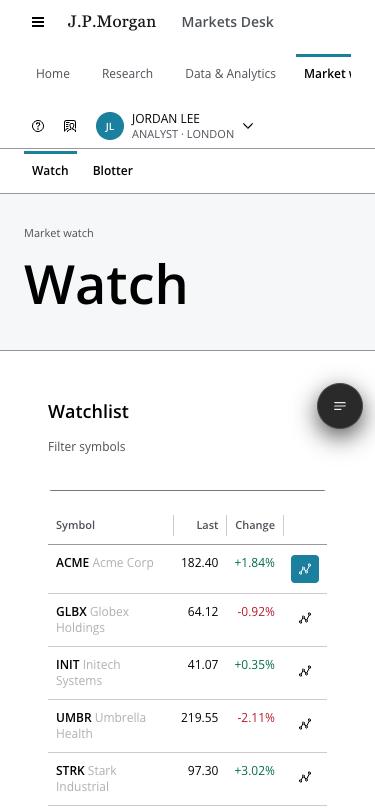 J.P.Morgan Markets Desk
Home Research Data & Analytics Market
JL JORDAN LEE
ANALYST · LONDON
Watch Blotter
Market watch
Watch
Watchlist
Filter symbols
Symbol Last Change
ACME Acme Corp 182.40 +1.84%
GLBX Globex 64.12 -0.92%
Holdings
INIT Initech 41.07 +0.35%
Systems
UMBR Umbrella 219.55 -2.11%
Health
STRK Stark 97.30 +3.02%
Industrial